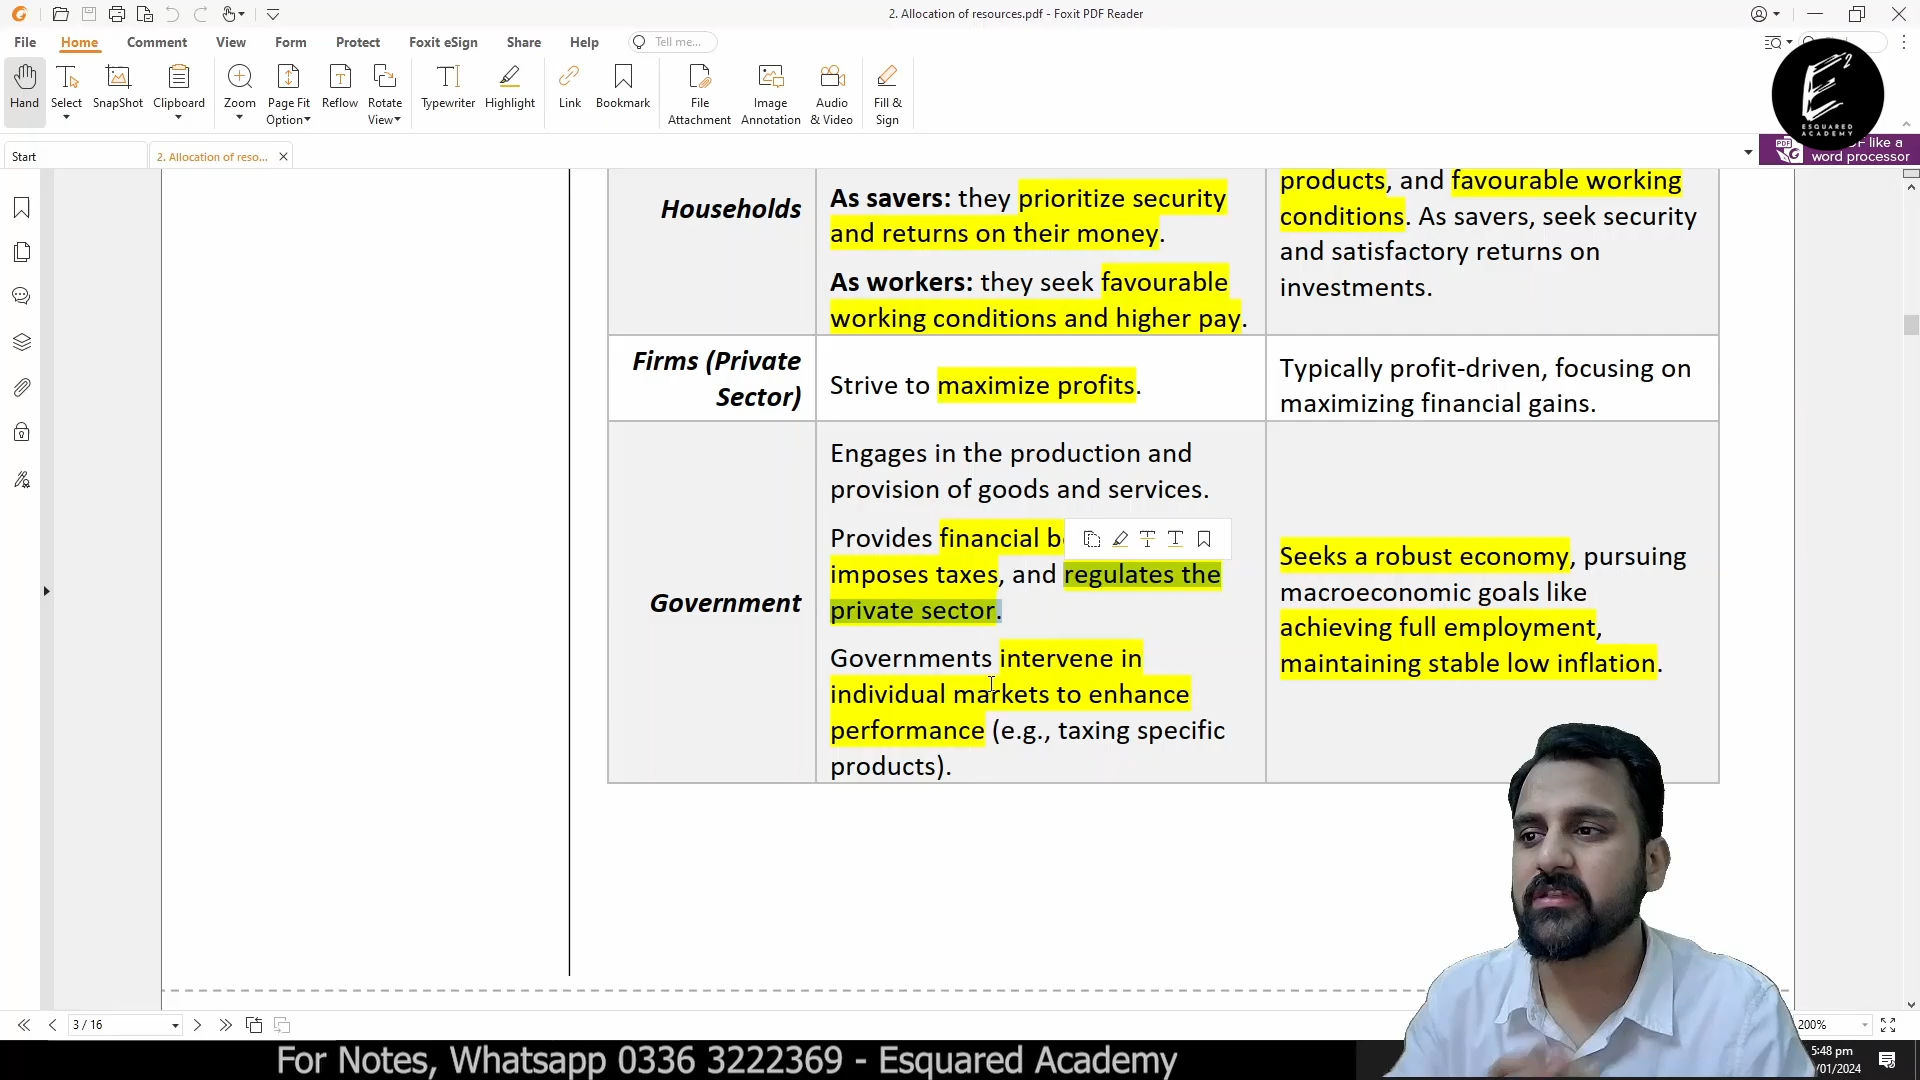 2. Allocation of resources.pdf - Foxit PDF Reader
File Home Comment View Form Protect Foxit eSign Share Help Tell me...
Hand Select SnapShot Clipboard Zoom Page Fit Option Reflow Rotate View Typewriter Highlight Link Bookmark File Attachment Image Annotation Audio & Video Fill & Sign
E2
ESQUARED
ACADEMY
Start 2. Allocation of reso...
PDF like a
word processor
Households
As savers: they prioritize security
and returns on their money.
As workers: they seek favourable
working conditions and higher pay.
products, and favourable working
conditions. As savers, seek security
and satisfactory returns on
investments.
Firms (Private
Sector)
Strive to maximize profits.
Typically profit-driven, focusing on
maximizing financial gains.
Government
Engages in the production and
provision of goods and services.
Provides financial
imposes taxes, and regulates the
private sector.
Governments intervene in
individual markets to enhance
performance (e.g., taxing specific
products).
Seeks a robust economy, pursuing
macroeconomic goals like
achieving full employment,
maintaining stable low inflation.
3 / 16
200%
For Notes, Whatsapp 0336 3222369 - Esquared Academy
5:48 pm
/01/2024